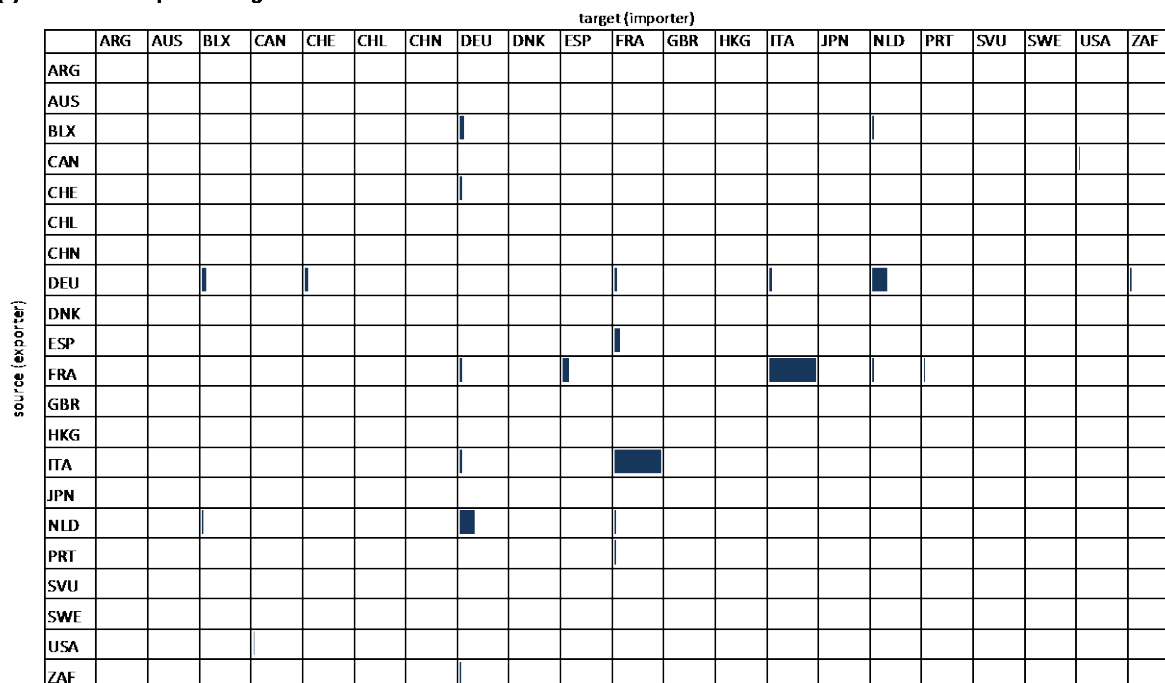 target (importer)
ARG AUS BLX CAN CHE CHL CHN DEU DNK ESP FRA GBR HKG ITA JPN NLD PRT SVU SWE USA ZAF
source (exporter)
ARG
AUS
BLX
CAN
CHE
CHL
CHN
DEU
DNK
ESP
FRA
GBR
HKG
ITA
JPN
NLD
PRT
SVU
SWE
USA
ZAF